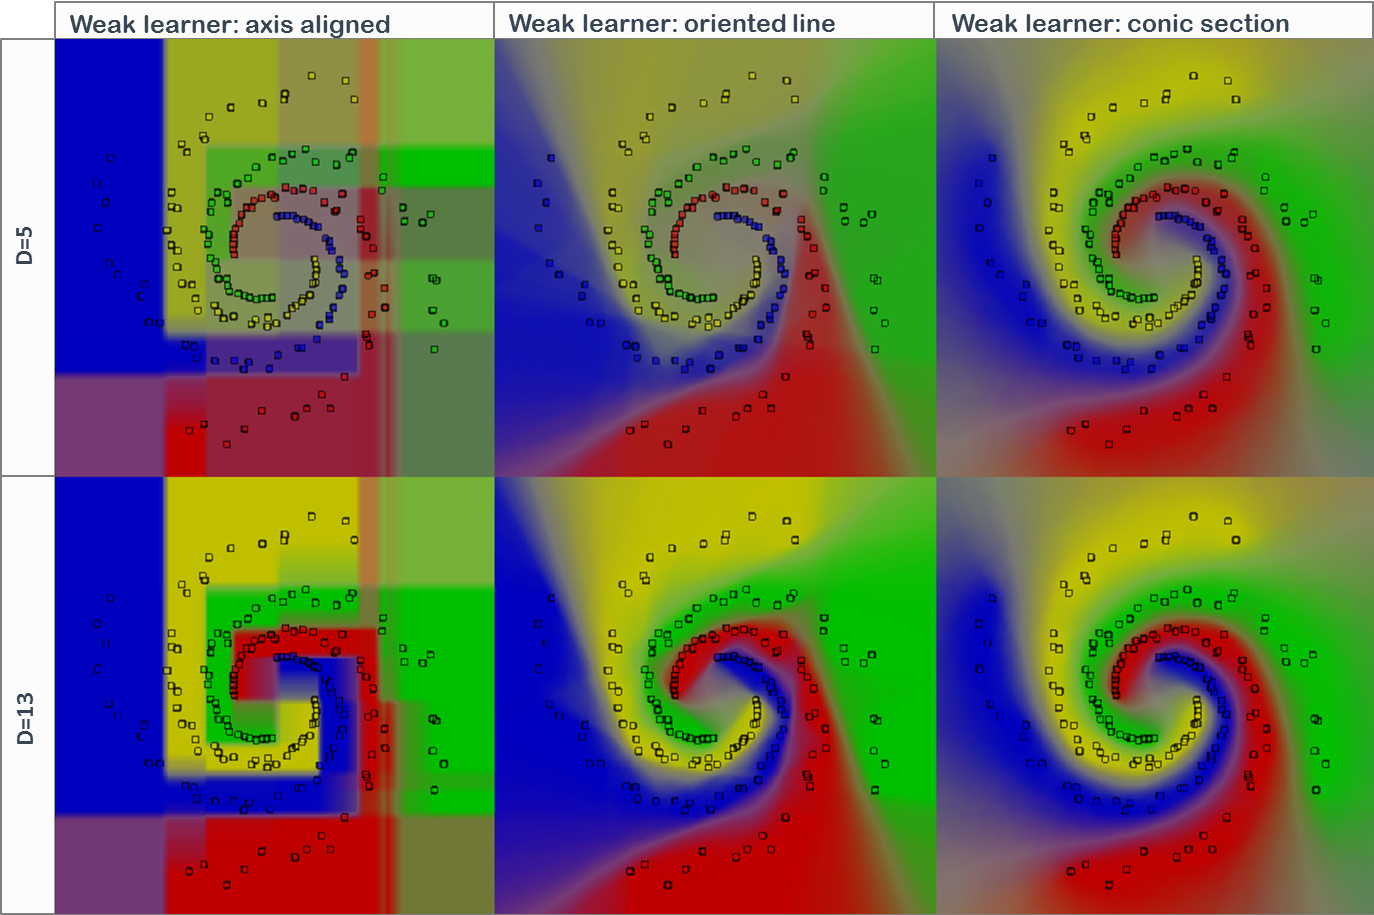 Weak learner: axis aligned
Weak learner: oriented line
Weak learner: conic section
D=5
D=13